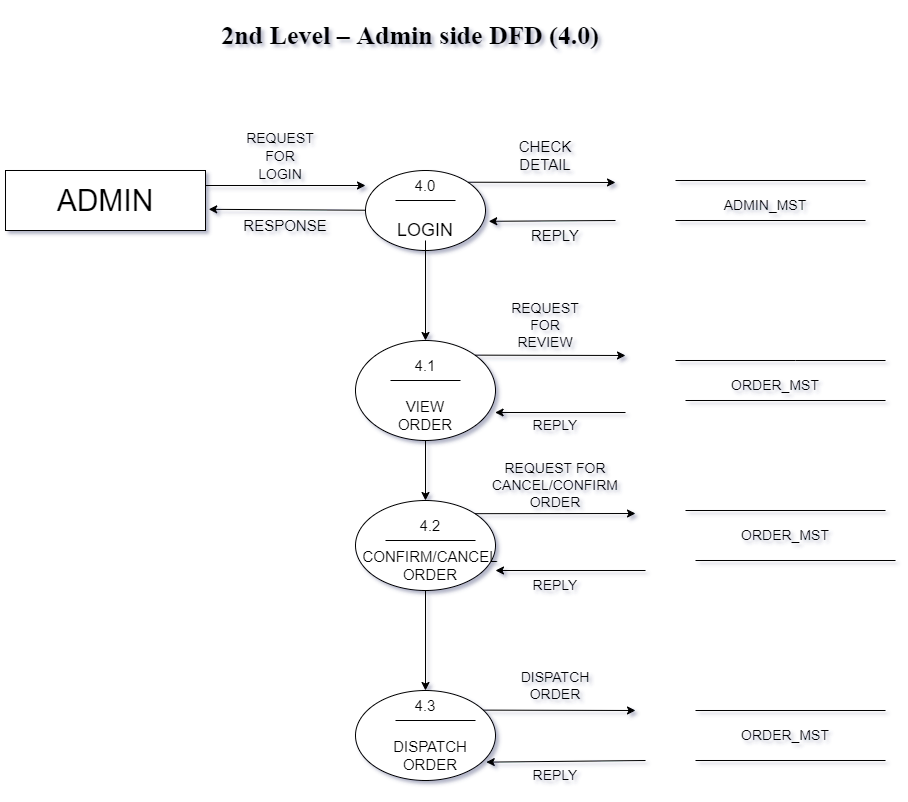 2nd Level – Admin side DFD (4.0)
REQUEST
FOR
LOGIN
ADMIN
RESPONSE
4.0
LOGIN
CHECK
DETAIL
REPLY
ADMIN_MST
REQUEST
FOR
REVIEW
4.1
VIEW
ORDER
REPLY
ORDER_MST
REQUEST FOR
CANCEL/CONFIRM
ORDER
4.2
CONFIRM/CANCEL
ORDER
REPLY
ORDER_MST
DISPATCH
ORDER
4.3
DISPATCH
ORDER
REPLY
ORDER_MST